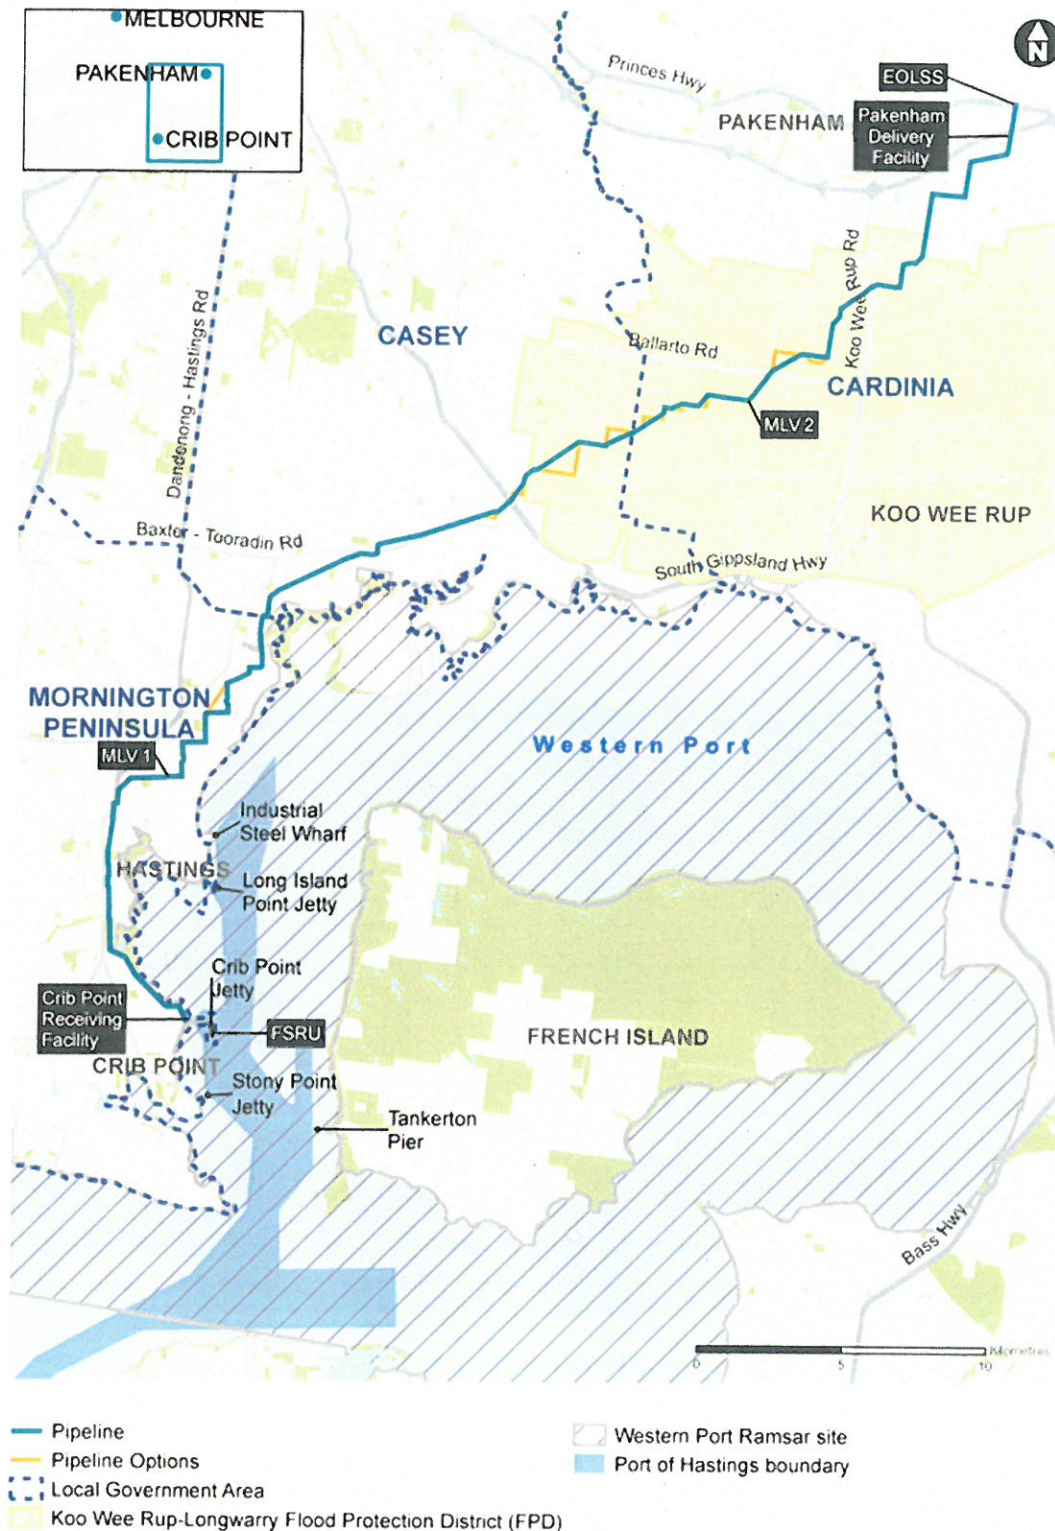 MELBOURNE
PAKENHAM
CRIB POINT
N
Princes Hwy
EOLSS
PAKENHAM
Pakenham
Delivery
Facility
Dandenong - Hastings Rd
CASEY
Koo Wee Rup Rd
Ballarto Rd
CARDINIA
MLV 2
KOO WEE RUP
Baxter - Tooradin Rd
South Gippsland Hwy
MORNINGTON
PENINSULA
MLV 1
Western Port
Industrial
Steel Wharf
HASTINGS
Long Island
Point Jetty
Crib Point
Jetty
Crib Point
Receiving
Facility
FSRU
FRENCH ISLAND
CRIB POINT
Stony Point
Jetty
Tankerton
Pier
Bass Hwy
Kilometres
0 5 10
Pipeline
Pipeline Options
Local Government Area
Koo Wee Rup-Longwarry Flood Protection District (FPD)
Western Port Ramsar site
Port of Hastings boundary